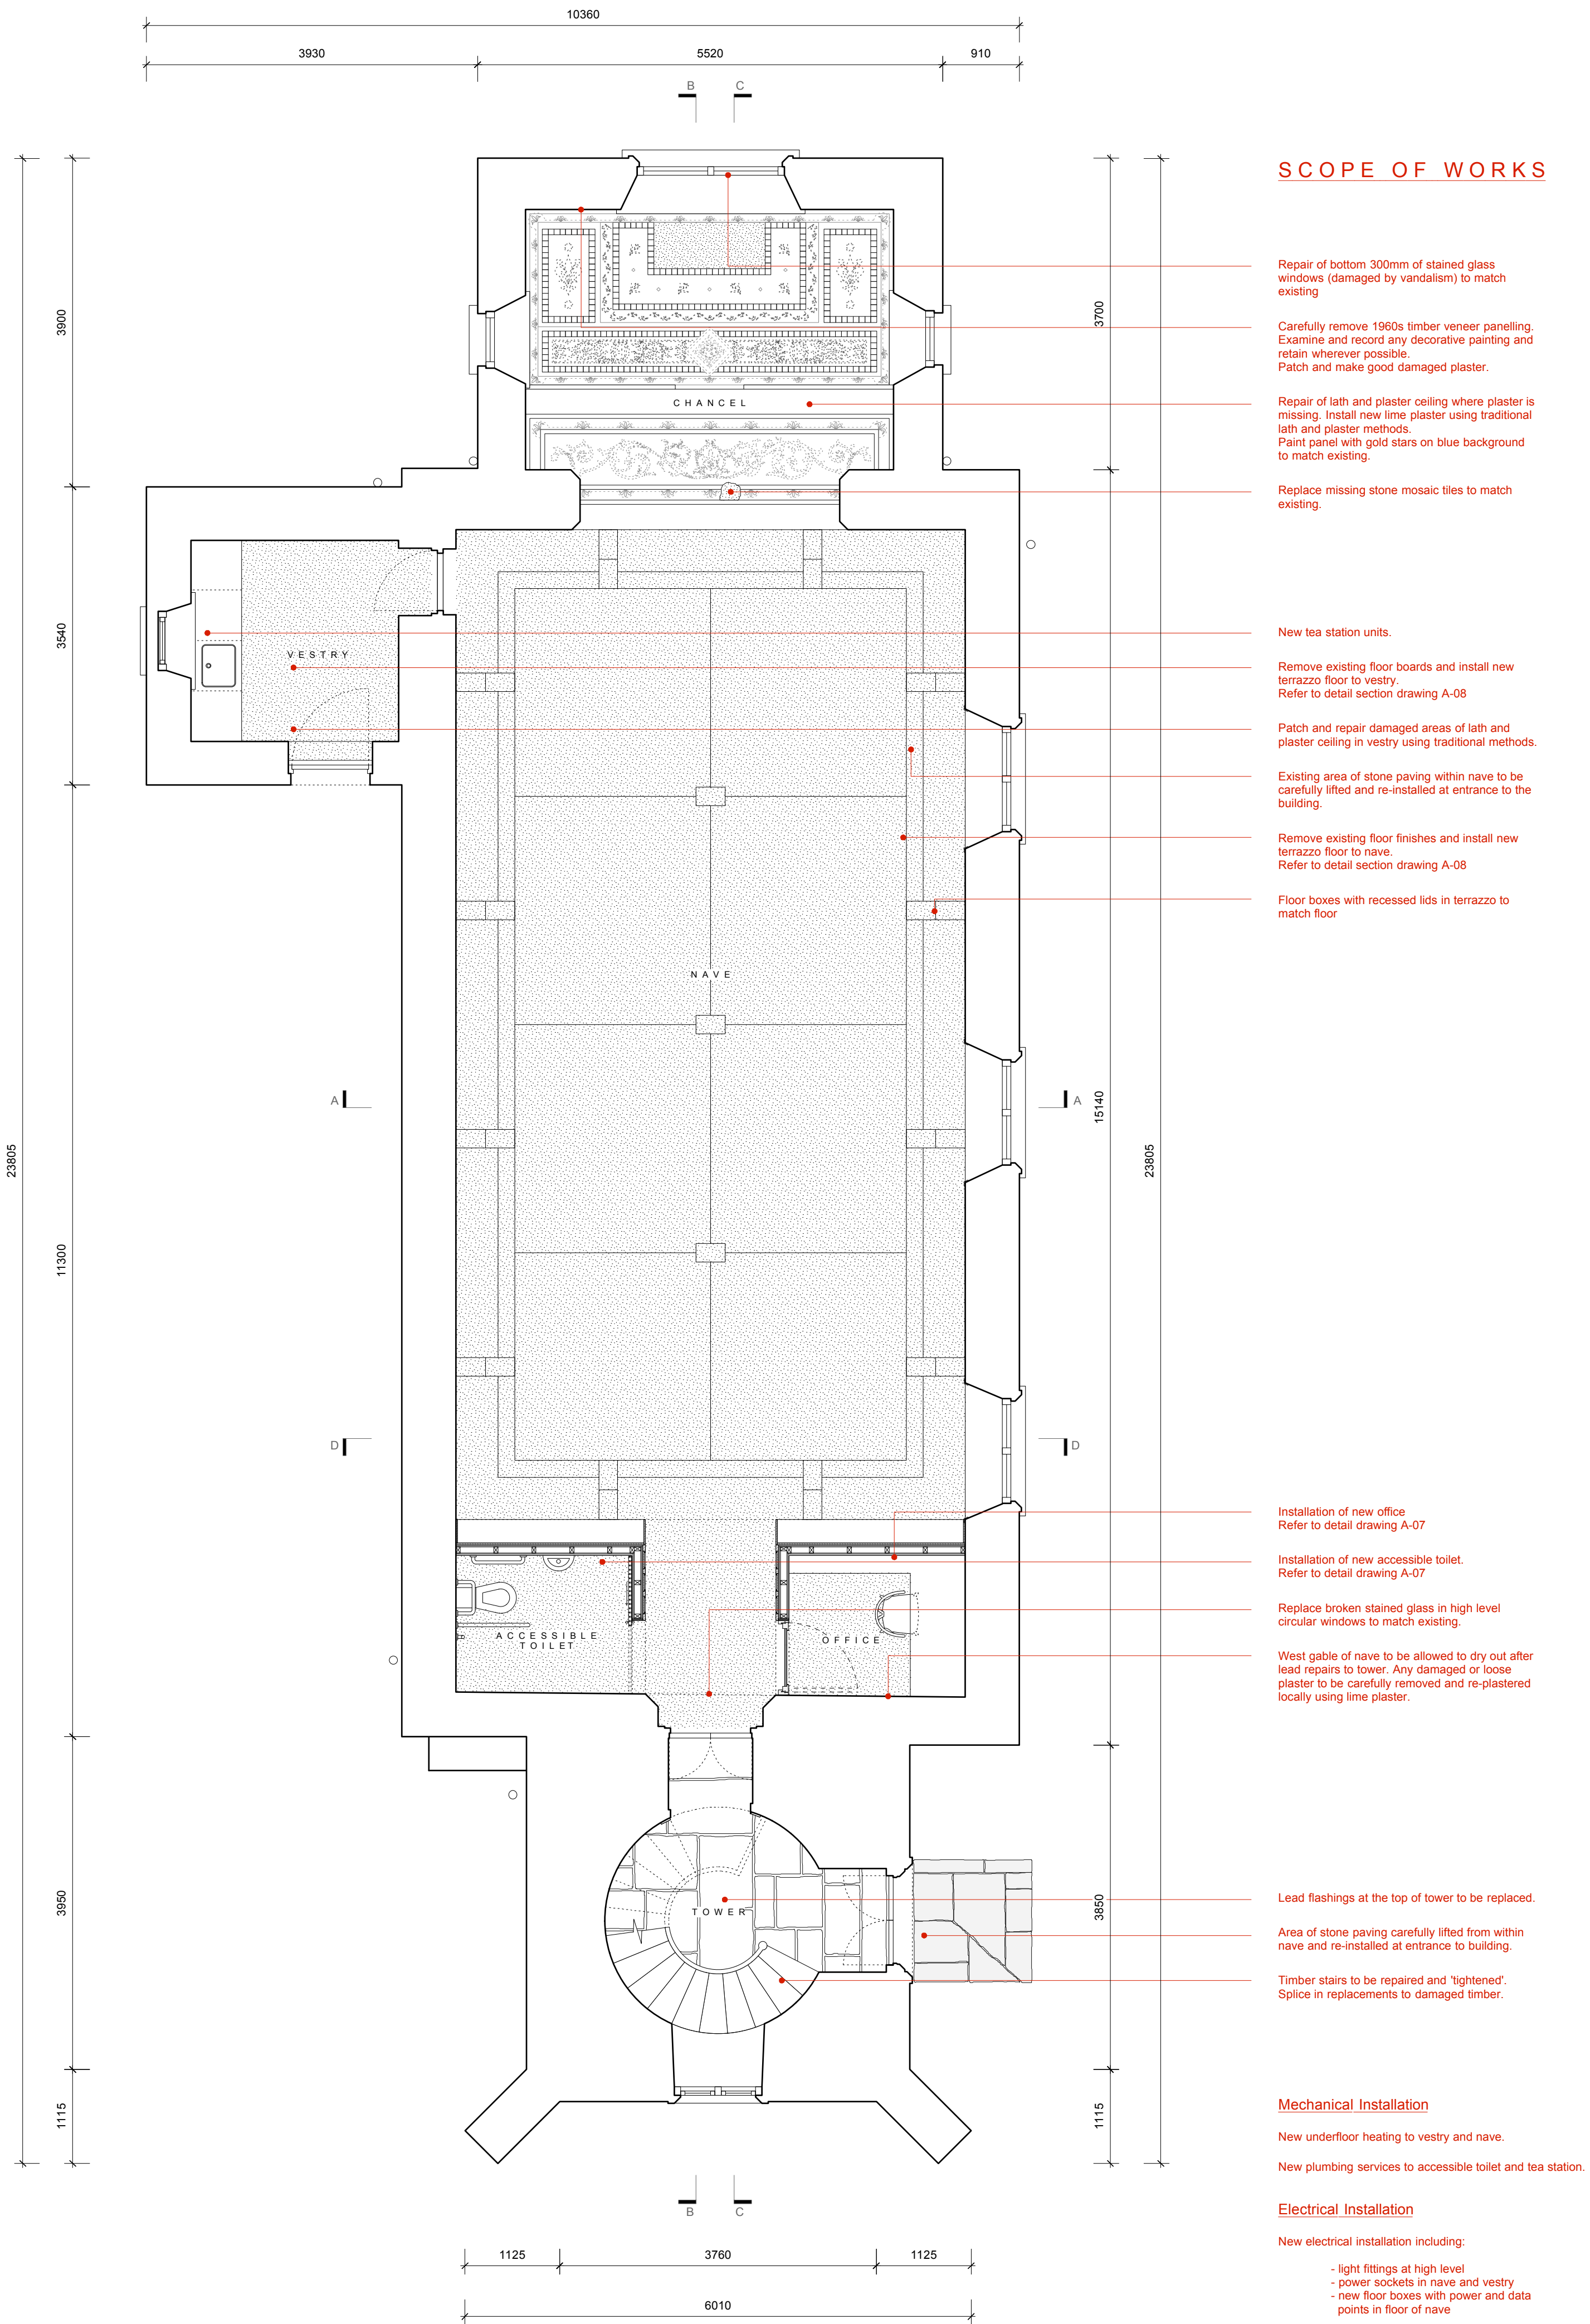 10360
3930
5520
910
B
C
SCOPE OF WORKS
Repair of bottom 300mm of stained glass
windows (damaged by vandalism) to match
existing
Carefully remove 1960s timber veneer panelling.
Examine and record any decorative painting and
retain wherever possible.
Patch and make good damaged plaster.
Repair of lath and plaster ceiling where plaster is
missing. Install new lime plaster using traditional
lath and plaster methods.
Paint panel with gold stars on blue background
to match existing.
Replace missing stone mosaic tiles to match
existing.
New tea station units.
Remove existing floor boards and install new
terrazzo floor to vestry.
Refer to detail section drawing A-08
Patch and repair damaged areas of lath and
plaster ceiling in vestry using traditional methods.
Existing area of stone paving within nave to be
carefully lifted and re-installed at entrance to the
building.
Remove existing floor finishes and install new
terrazzo floor to nave.
Refer to detail section drawing A-08
Floor boxes with recessed lids in terrazzo to
match floor
Installation of new office
Refer to detail drawing A-07
Installation of new accessible toilet.
Refer to detail drawing A-07
Replace broken stained glass in high level
circular windows to match existing.
West gable of nave to be allowed to dry out after
lead repairs to tower. Any damaged or loose
plaster to be carefully removed and re-plastered
locally using lime plaster.
Lead flashings at the top of tower to be replaced.
Area of stone paving carefully lifted from within
nave and re-installed at entrance to building.
Timber stairs to be repaired and 'tightened'.
Splice in replacements to damaged timber.
Mechanical Installation
New underfloor heating to vestry and nave.
New plumbing services to accessible toilet and tea station.
Electrical Installation
New electrical installation including:
- light fittings at high level
- power sockets in nave and vestry
- new floor boxes with power and data
points in floor of nave
CHANCEL
VESTRY
NAVE
ACCESSIBLE
TOILET
OFFICE
TOWER
A
A
D
D
23805
3900
3540
11300
3950
1115
3700
15140
3850
1115
23805
B
C
1125
3760
1125
6010